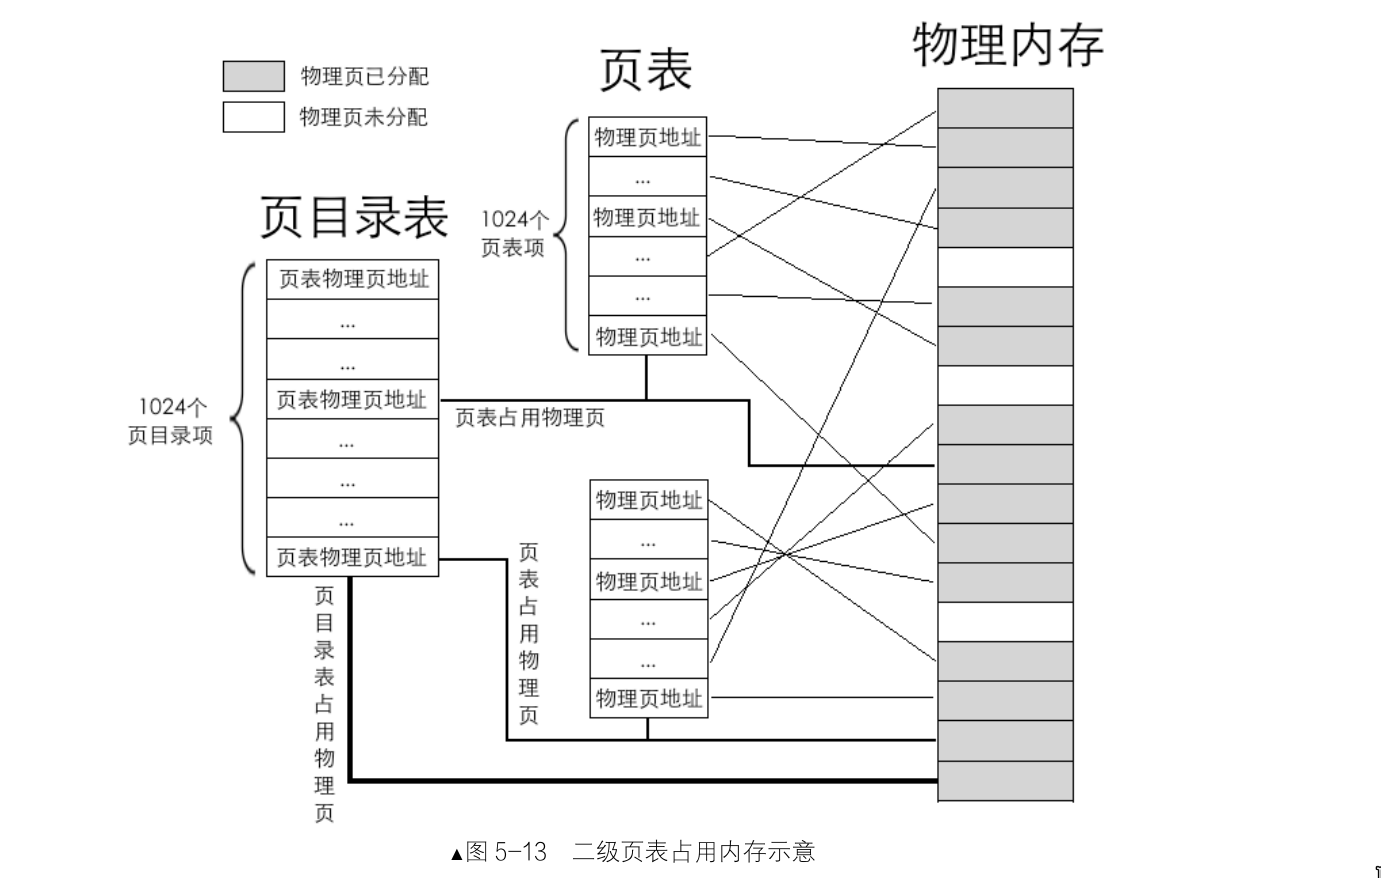 物理内存
页表
物理页已分配
物理页未分配
页目录表
1024个
页表项
物理页地址
...
物理页地址
...
...
物理页地址
1024个
页目录项
页表物理页地址
...
...
页表物理页地址
...
...
...
页表物理页地址
页表占用物理页
物理页地址
...
物理页地址
...
...
物理页地址
页表占用物理页
页目录表占用物理页
▲图 5-13 二级页表占用内存示意